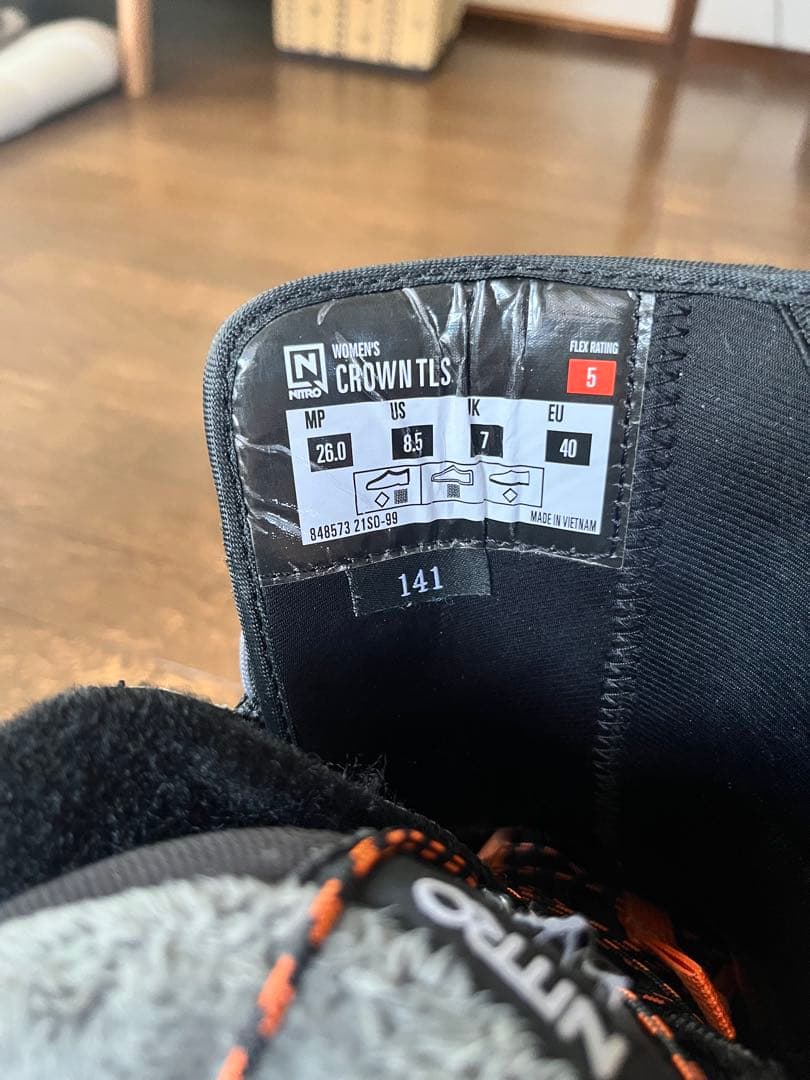 WOMEN'S
CROWN TLS
FLEX RATING
5
NITRO
MP US UK EU
26.0 8.5 7 40
848573 21SO-99
MADE IN VIETNAM
141
NITRO